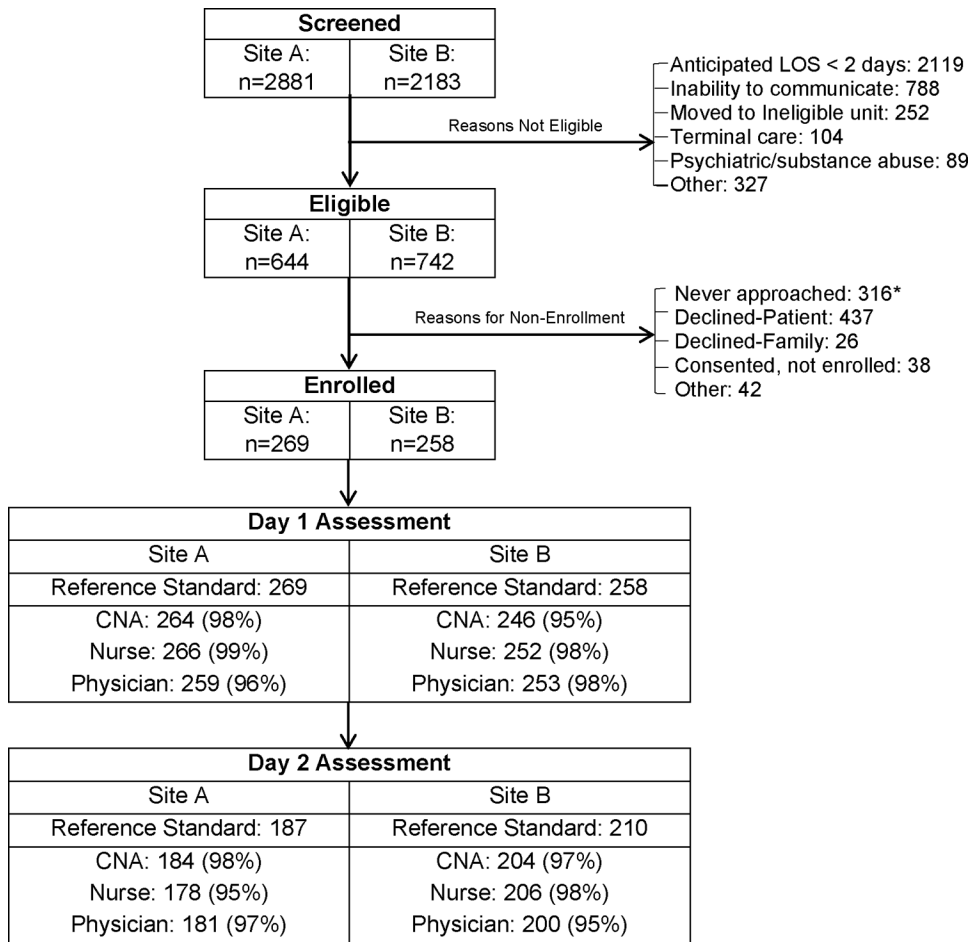 Screened
Site A: Site B:
n=2881 n=2183
Anticipated LOS < 2 days: 2119
Inability to communicate: 788
Moved to Ineligible unit: 252
Terminal care: 104
Psychiatric/substance abuse: 89
Other: 327
Reasons Not Eligible
Eligible
Site A: Site B:
n=644 n=742
Never approached: 316*
Declined-Patient: 437
Declined-Family: 26
Consented, not enrolled: 38
Other: 42
Reasons for Non-Enrollment
Enrolled
Site A: Site B:
n=269 n=258
Day 1 Assessment
Site A Site B
Reference Standard: 269 Reference Standard: 258
CNA: 264 (98%) CNA: 246 (95%)
Nurse: 266 (99%) Nurse: 252 (98%)
Physician: 259 (96%) Physician: 253 (98%)
Day 2 Assessment
Site A Site B
Reference Standard: 187 Reference Standard: 210
CNA: 184 (98%) CNA: 204 (97%)
Nurse: 178 (95%) Nurse: 206 (98%)
Physician: 181 (97%) Physician: 200 (95%)